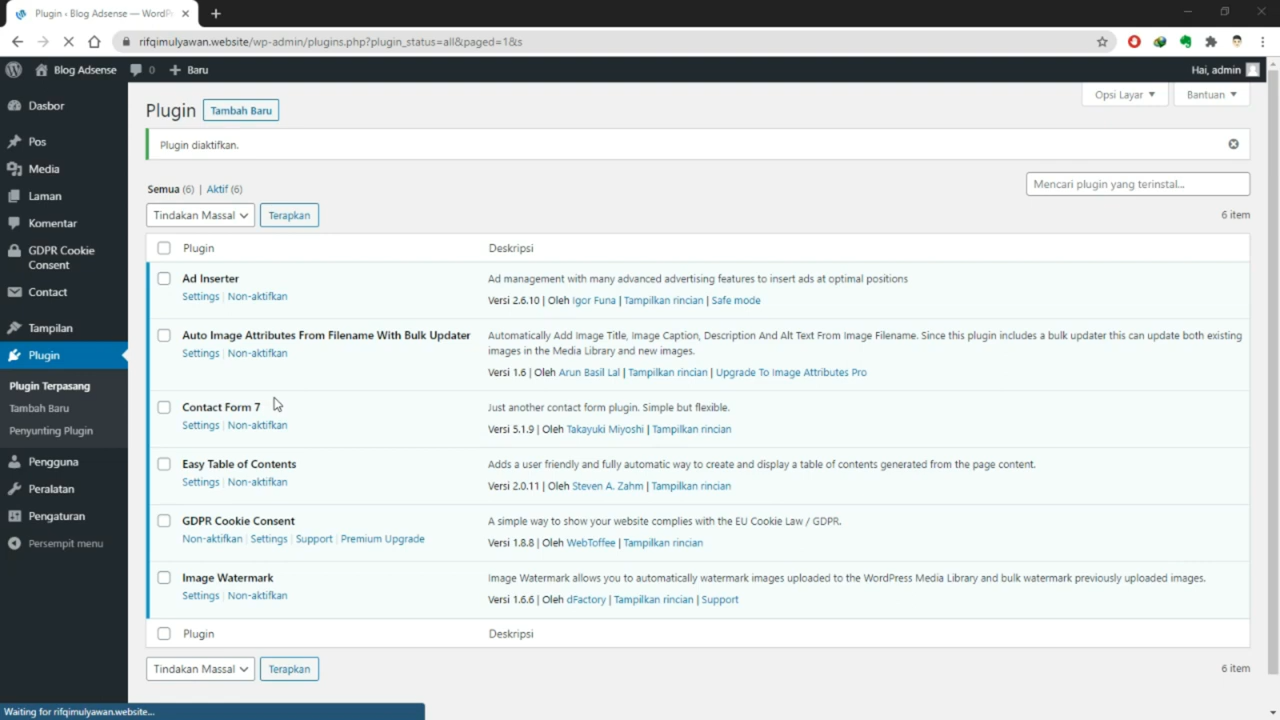 Plugin ‹ Blog Adsense — WordPr
rifqimulyawan.website/wp-admin/plugins.php?plugin_status=all&paged=1&s
Blog Adsense 0 Baru Hai, admin
Dasbor
Pos
Media
Laman
Komentar
GDPR Cookie
Consent
Contact
Tampilan
Plugin
Plugin Terpasang
Tambah Baru
Penyunting Plugin
Pengguna
Peralatan
Pengaturan
Persempit menu
Opsi Layar Bantuan
Plugin Tambah Baru
Plugin diaktifkan.
Semua (6) | Aktif (6)
Mencari plugin yang terinstal...
Tindakan Massal Terapkan 6 item
Plugin Deskripsi
Ad Inserter
Settings | Non-aktifkan
Ad management with many advanced advertising features to insert ads at optimal positions
Versi 2.6.10 | Oleh Igor Funa | Tampilkan rincian | Safe mode
Auto Image Attributes From Filename With Bulk Updater
Settings | Non-aktifkan
Automatically Add Image Title, Image Caption, Description And Alt Text From Image Filename. Since this plugin includes a bulk updater this can update both existing
images in the Media Library and new images.
Versi 1.6 | Oleh Arun Basil Lal | Tampilkan rincian | Upgrade To Image Attributes Pro
Contact Form 7
Settings | Non-aktifkan
Just another contact form plugin. Simple but flexible.
Versi 5.1.9 | Oleh Takayuki Miyoshi | Tampilkan rincian
Easy Table of Contents
Settings | Non-aktifkan
Adds a user friendly and fully automatic way to create and display a table of contents generated from the page content.
Versi 2.0.11 | Oleh Steven A. Zahm | Tampilkan rincian
GDPR Cookie Consent
Non-aktifkan | Settings | Support | Premium Upgrade
A simple way to show your website complies with the EU Cookie Law / GDPR.
Versi 1.8.8 | Oleh WebToffee | Tampilkan rincian
Image Watermark
Settings | Non-aktifkan
Image Watermark allows you to automatically watermark images uploaded to the WordPress Media Library and bulk watermark previously uploaded images.
Versi 1.6.6 | Oleh dFactory | Tampilkan rincian | Support
Plugin Deskripsi
Tindakan Massal Terapkan 6 item
Waiting for rifqimulyawan.website...